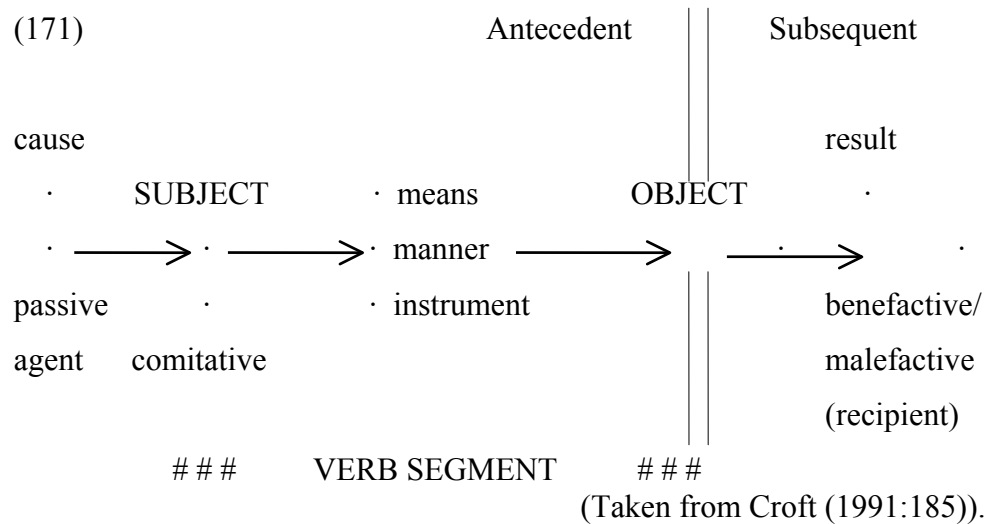 (171) Antecedent Subsequent
cause result
· SUBJECT · means OBJECT ·
· · · manner · ·
passive · · instrument benefactive/
agent comitative malefactive
(recipient)
# # # VERB SEGMENT # # #
(Taken from Croft (1991:185)).